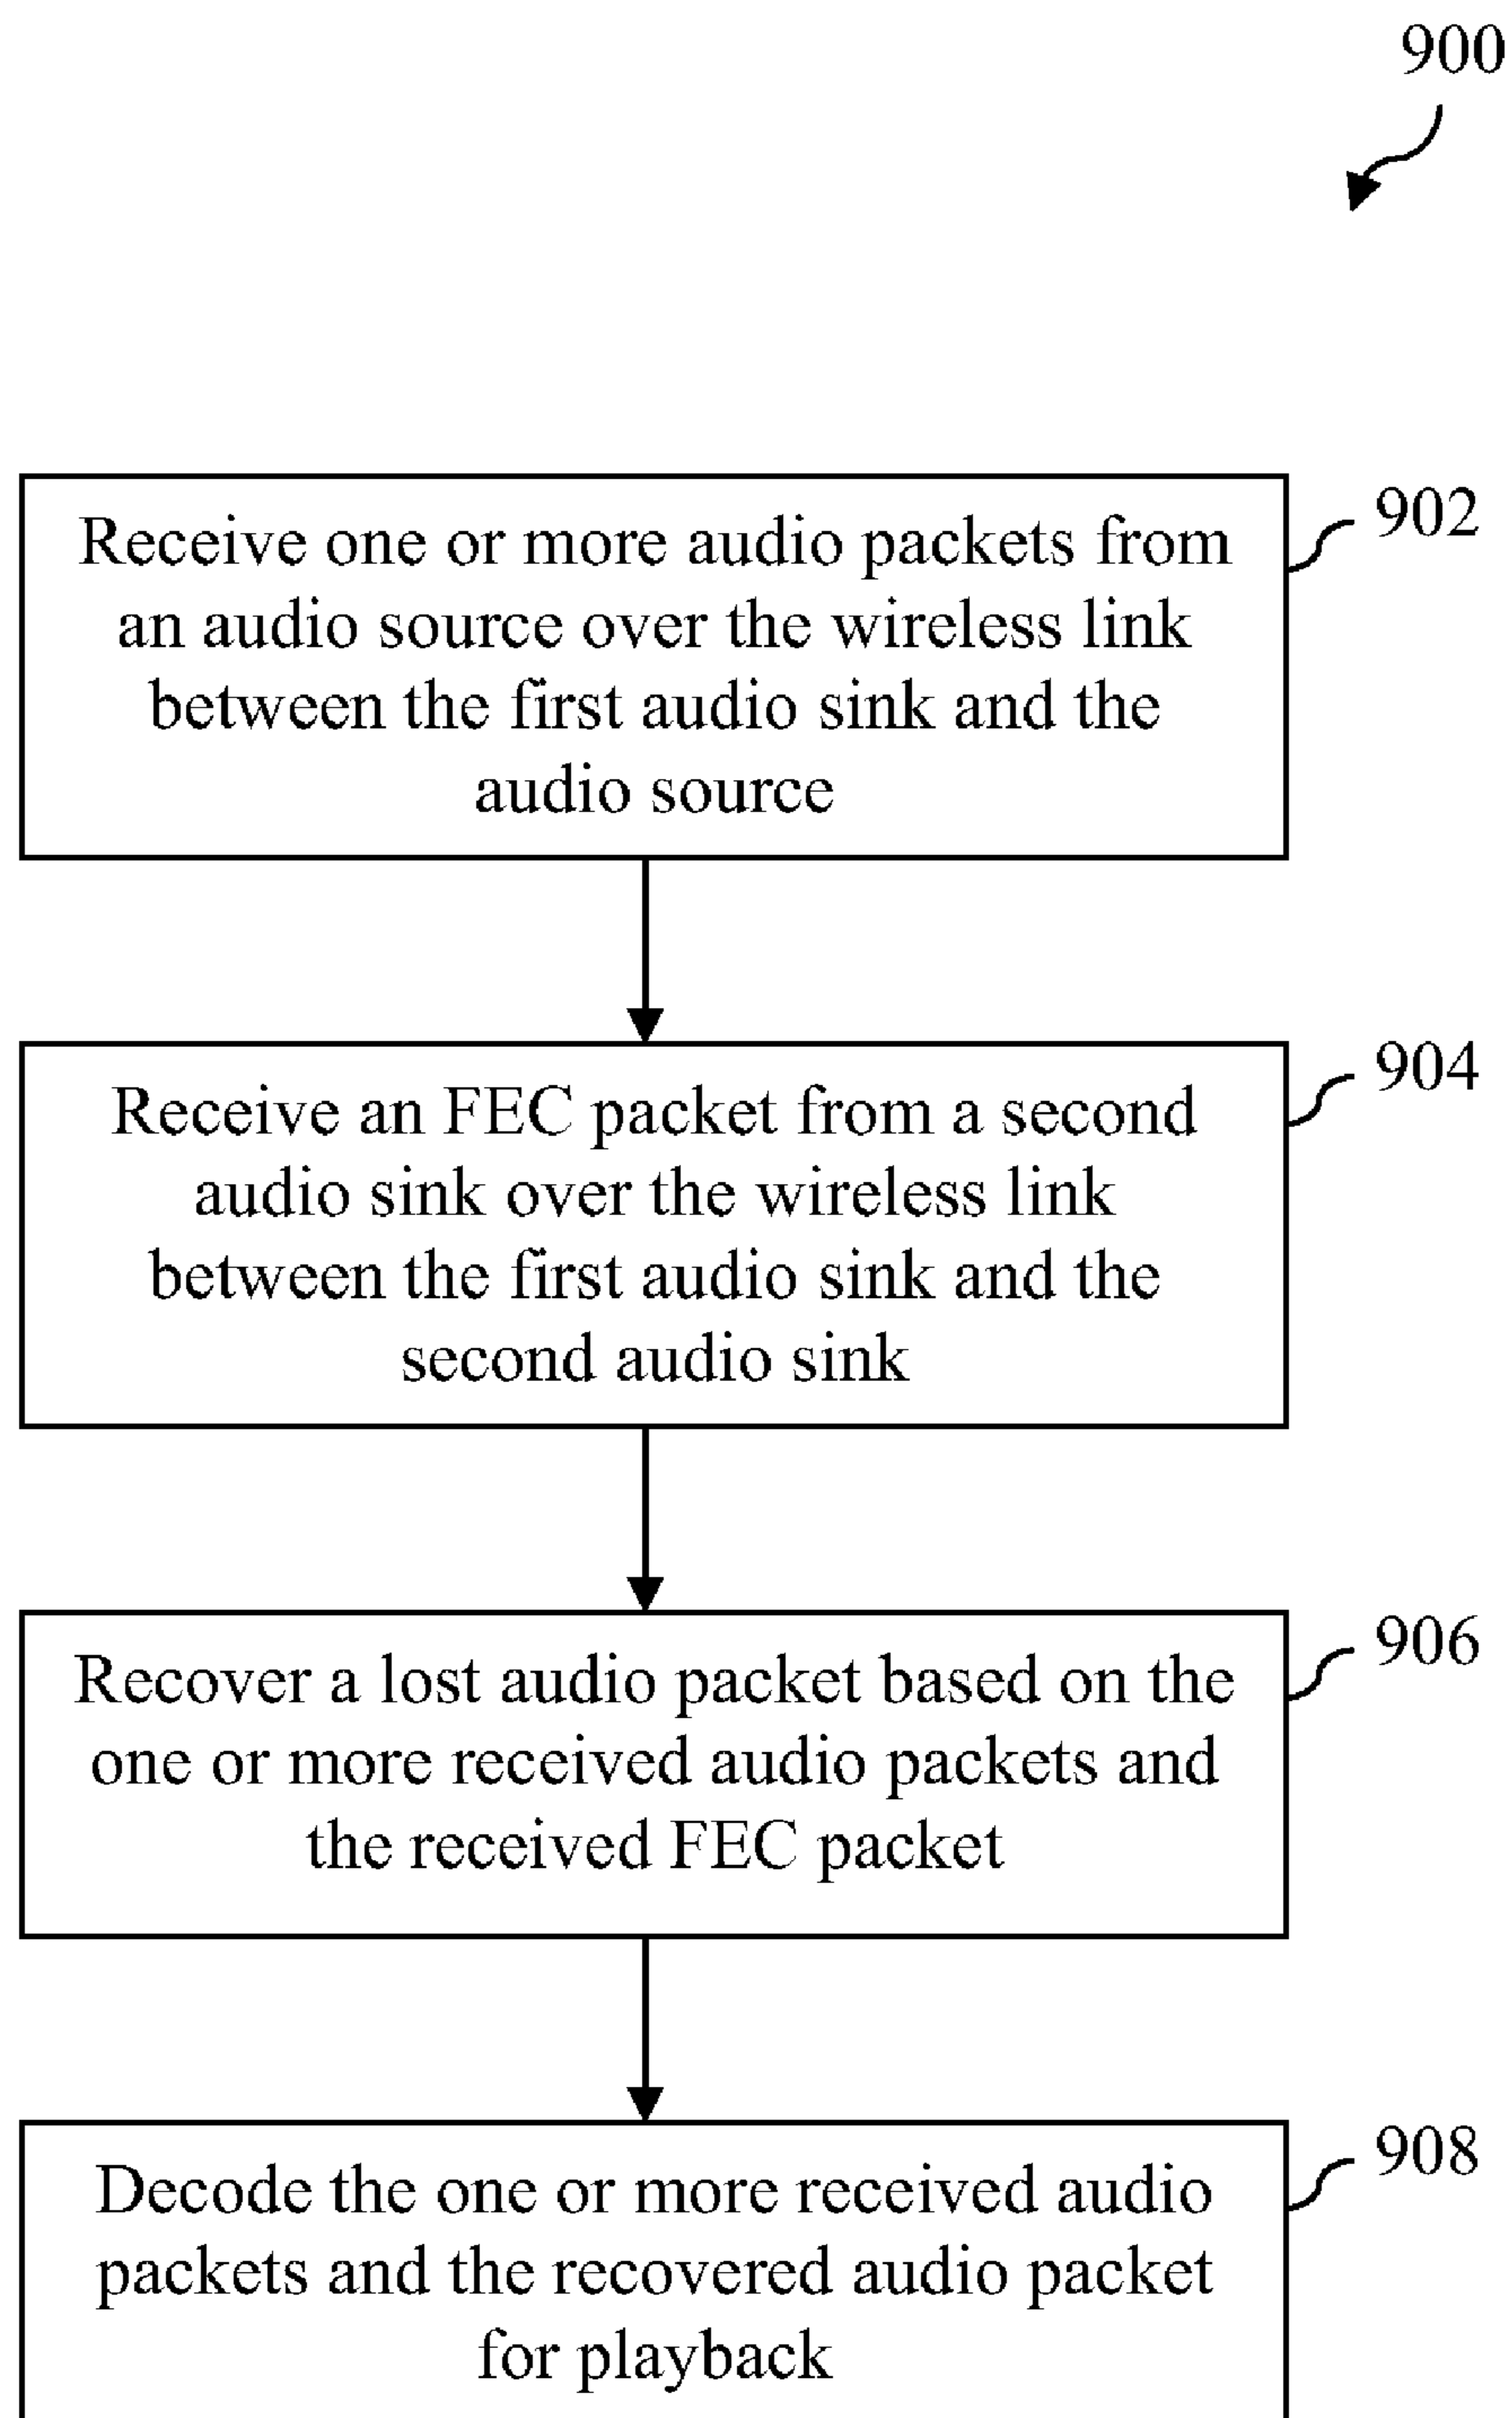 900
Receive one or more audio packets from
an audio source over the wireless link
between the first audio sink and the
audio source
902
Receive an FEC packet from a second
audio sink over the wireless link
between the first audio sink and the
second audio sink
904
Recover a lost audio packet based on the
one or more received audio packets and
the received FEC packet
906
Decode the one or more received audio
packets and the recovered audio packet
for playback
908